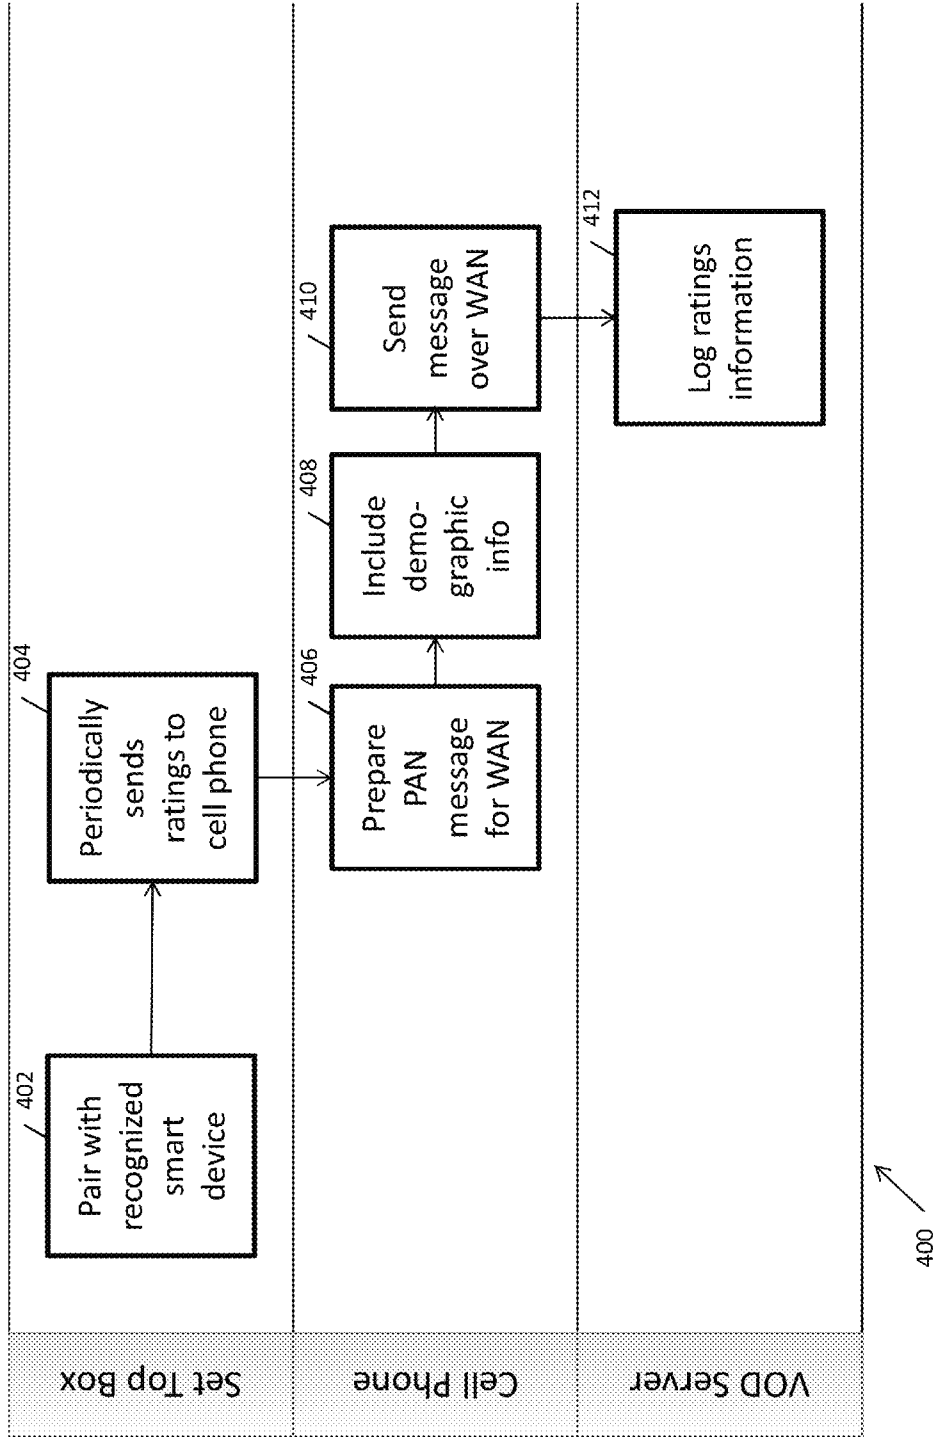 Set Top Box
402
Pair with
recognized
smart
device
404
Periodically
sends
ratings to
cell phone
Cell Phone
406
Prepare
PAN
message
for WAN
408
Include
demo-
graphic
info
410
Send
message
over WAN
VOD Server
412
Log ratings
information
400